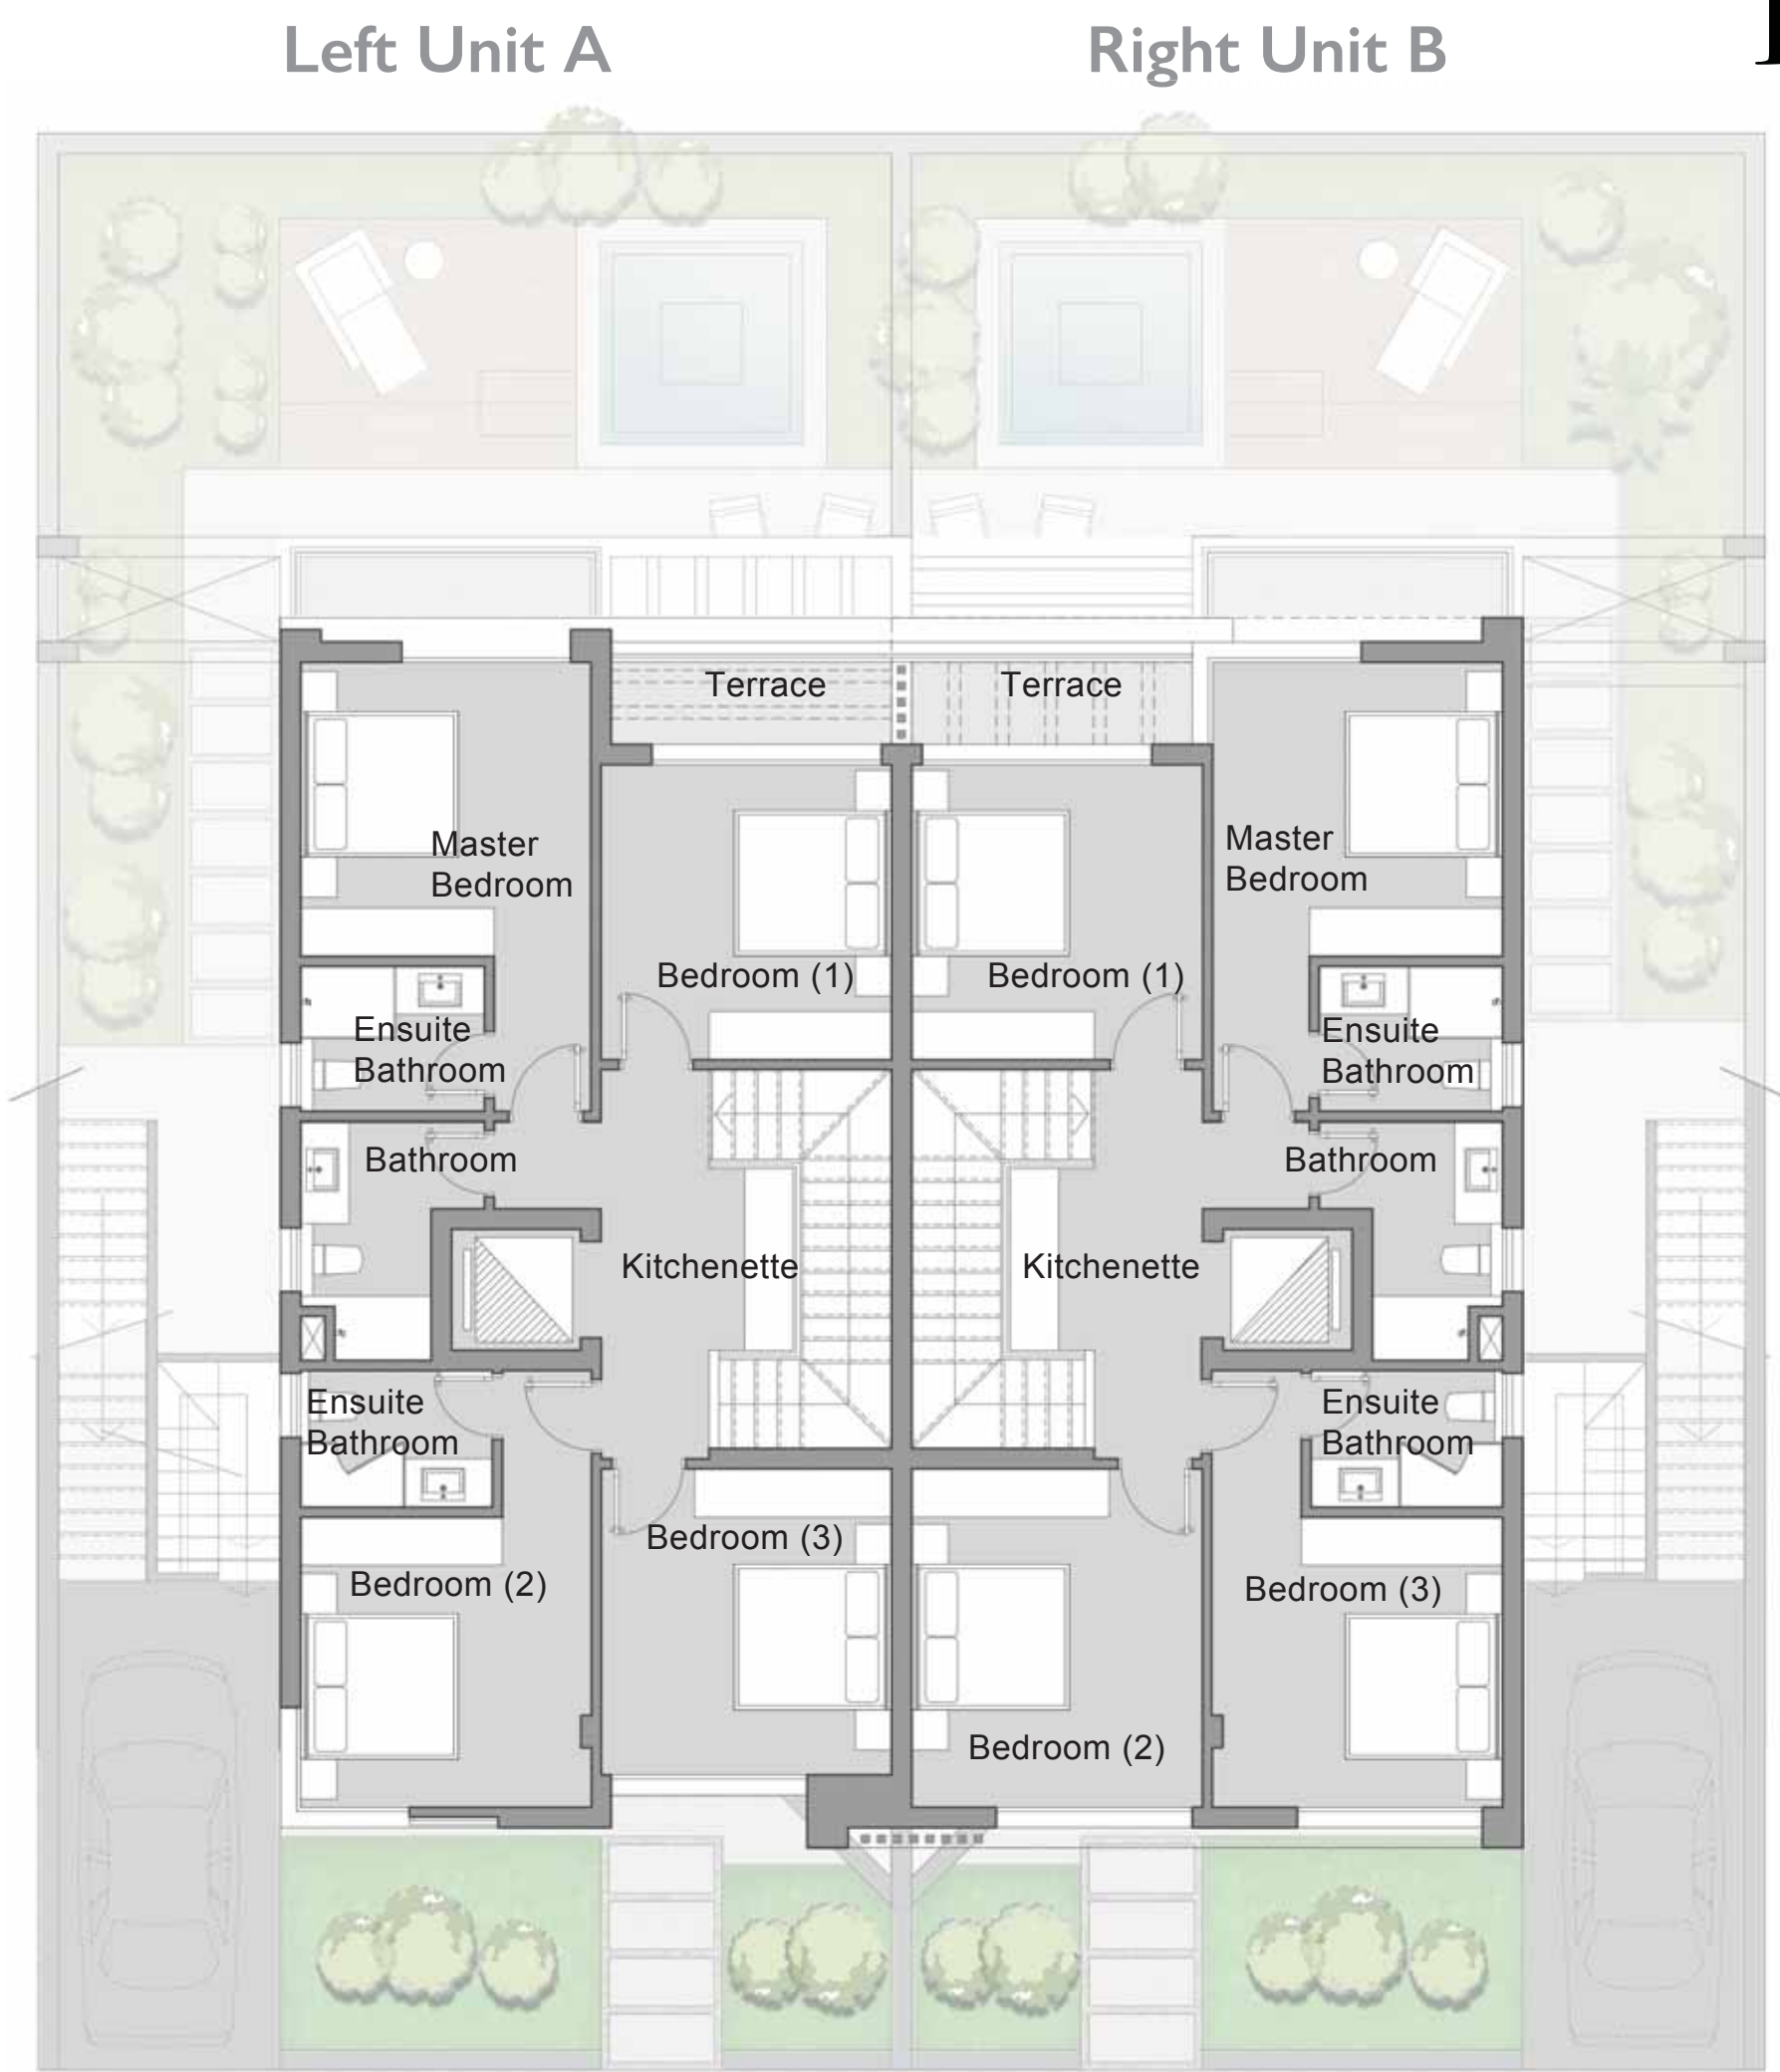 Left Unit A
Right Unit B
Terrace
Terrace
Master
Bedroom
Master
Bedroom
Bedroom (1)
Bedroom (1)
Ensuite
Bathroom
Ensuite
Bathroom
Bathroom
Bathroom
Kitchenette
Kitchenette
Ensuite
Bathroom
Ensuite
Bathroom
Bedroom (3)
Bedroom (2)
Bedroom (3)
Bedroom (2)